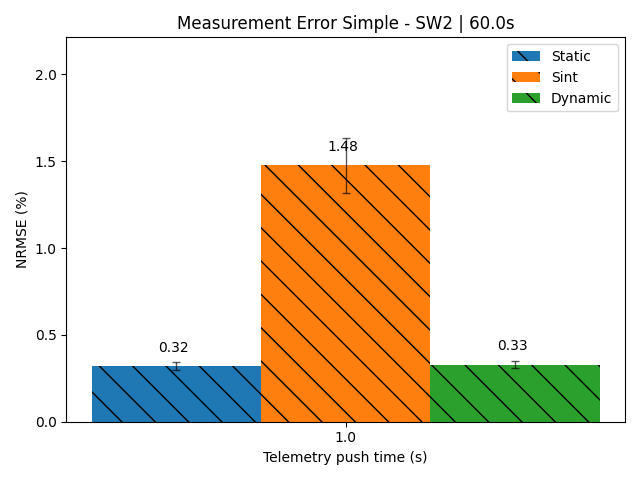 Measurement Error Simple - SW2 | 60.0s
Static
Sint
Dynamic
2.0
1.5
1.0
0.5
0.0
NRMSE (%)
0.32
1.48
0.33
1.0
Telemetry push time (s)